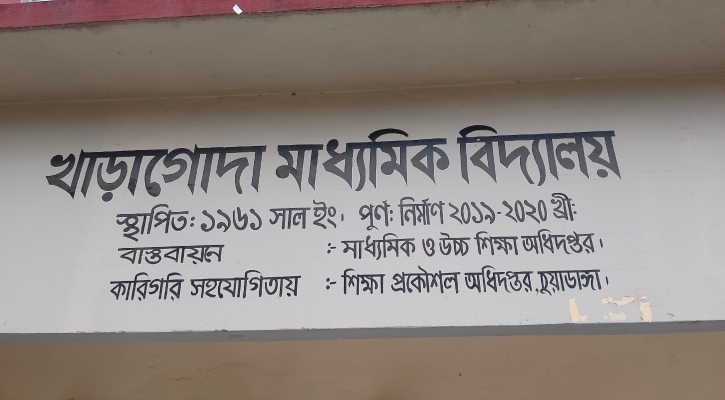 খাড়াগোদা মাধ্যমিক বিদ্যালয়
স্থাপিত: ১৯৬১ সাল ইং। পুণ: নির্মাণ ২০১৯-২০২০ খ্রী:
বাস্তবায়ন :- মাধ্যমিক ও উচ্চ শিক্ষা অধিদপ্তর।
কারিগরি সহযোগিতায় :- শিক্ষা প্রকৌশল অধিদপ্তর, চুয়াডাঙ্গা।